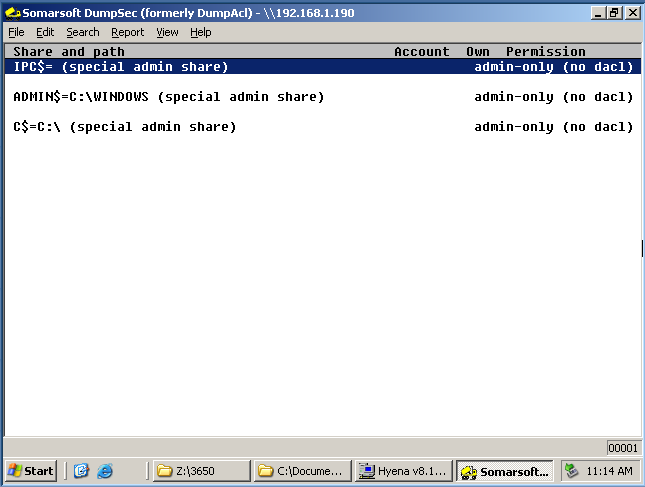 Somarsoft DumpSec (formerly DumpAcl) - \\192.168.1.190
File Edit Search Report View Help
Share and path Account Own Permission
IPC$= (special admin share) admin-only (no dacl)
ADMIN$=C:\WINDOWS (special admin share) admin-only (no dacl)
C$=C:\ (special admin share) admin-only (no dacl)
00001
Start Z:\3650 C:\Docume... Hyena v8.1... Somarsoft... 11:14 AM